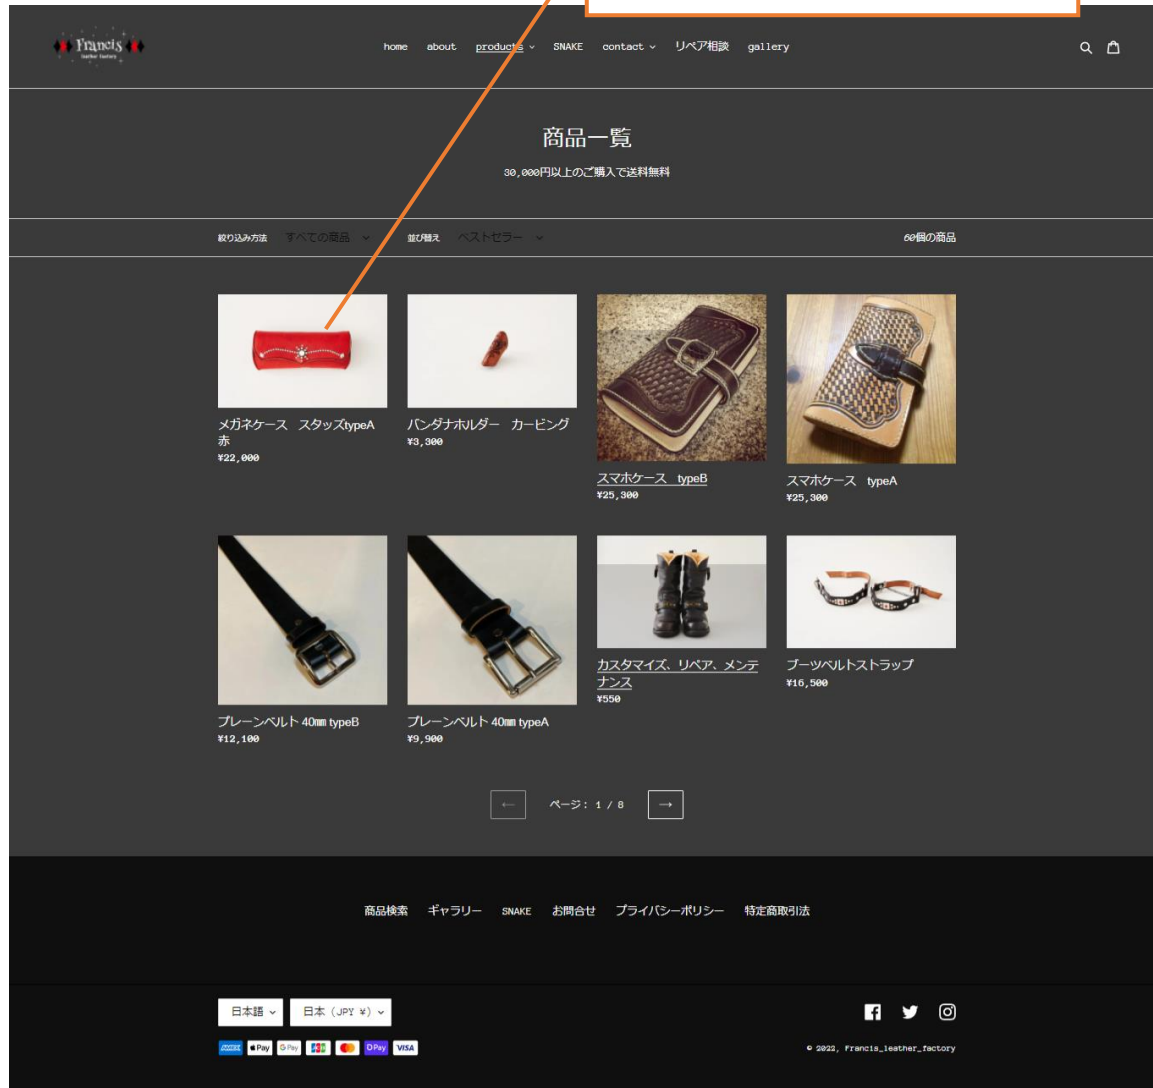 Francis
leather factory
home about products SNAKE contact リペア相談 gallery
商品一覧
30,000円以上のご購入で送料無料
絞り込み方法 すべての商品 並び替え ベストセラー 60個の商品
メガネケース　スタッズtypeA
赤
¥22,000
バンダナホルダー　カービング
¥3,300
スマホケース　typeB
¥25,300
スマホケース　typeA
¥25,300
プレーンベルト 40㎜ typeB
¥12,100
プレーンベルト 40㎜ typeA
¥9,900
カスタマイズ、リペア、メンテ
ナンス
¥550
ブーツベルトストラップ
¥16,500
← ページ: 1 / 8 →
商品検索 ギャラリー SNAKE お問合せ プライバシーポリシー 特定商取引法
日本語 日本 (JPY ¥)
Pay G Pay JCB OPay VISA
© 2022, Francis_leather_factory